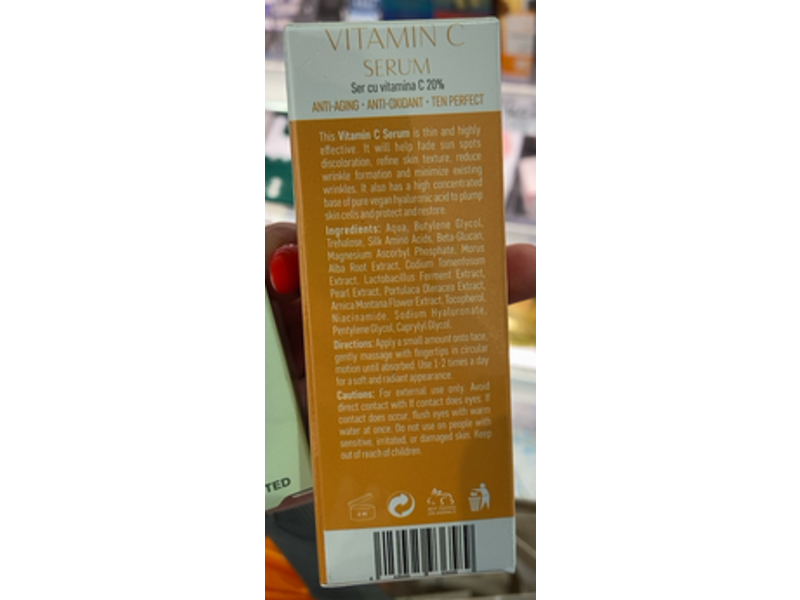 VITAMIN C
SERUM
Ser cu vitamina C 20%
ANTI-AGING • ANTI-OXIDANT • TEN PERFECT
This Vitamin C Serum is thin and highly
effective. It will help fade sun spots
discoloration, refine skin texture, reduce
wrinkle formation and minimize existing
wrinkles. It also has a high concentrated
base of pure vegan hyaluronic acid to plump
skin cells and protect and restore.
Ingredients: Aqua, Butylene Glycol,
Trehalose, Silk Amino Acids, Beta-Glucan,
Magnesium Ascorbyl Phosphate, Morus
Alba Root Extract, Codium Tomentosom
Extract, Lactobacillus Ferment Extract,
Pearl Extract, Portulaca Oleracea Extract,
Arnica Montana Flower Extract, Tocopherol,
Niacinamide, Sodium Hyaluronate,
Pentylene Glycol, Caprylyl Glycol.
Directions: Apply a small amount onto face,
gently massage with fingertips in circular
motion until absorbed. Use 1-2 times a day
for a soft and radiant appearance.
Cautions: For external use only. Avoid
direct contact with If contact does eyes. If
contact does occur, flush eyes with warm
water at once. Do not use on people with
sensitive, irritated, or damaged skin. Keep
out of reach of children.
TED